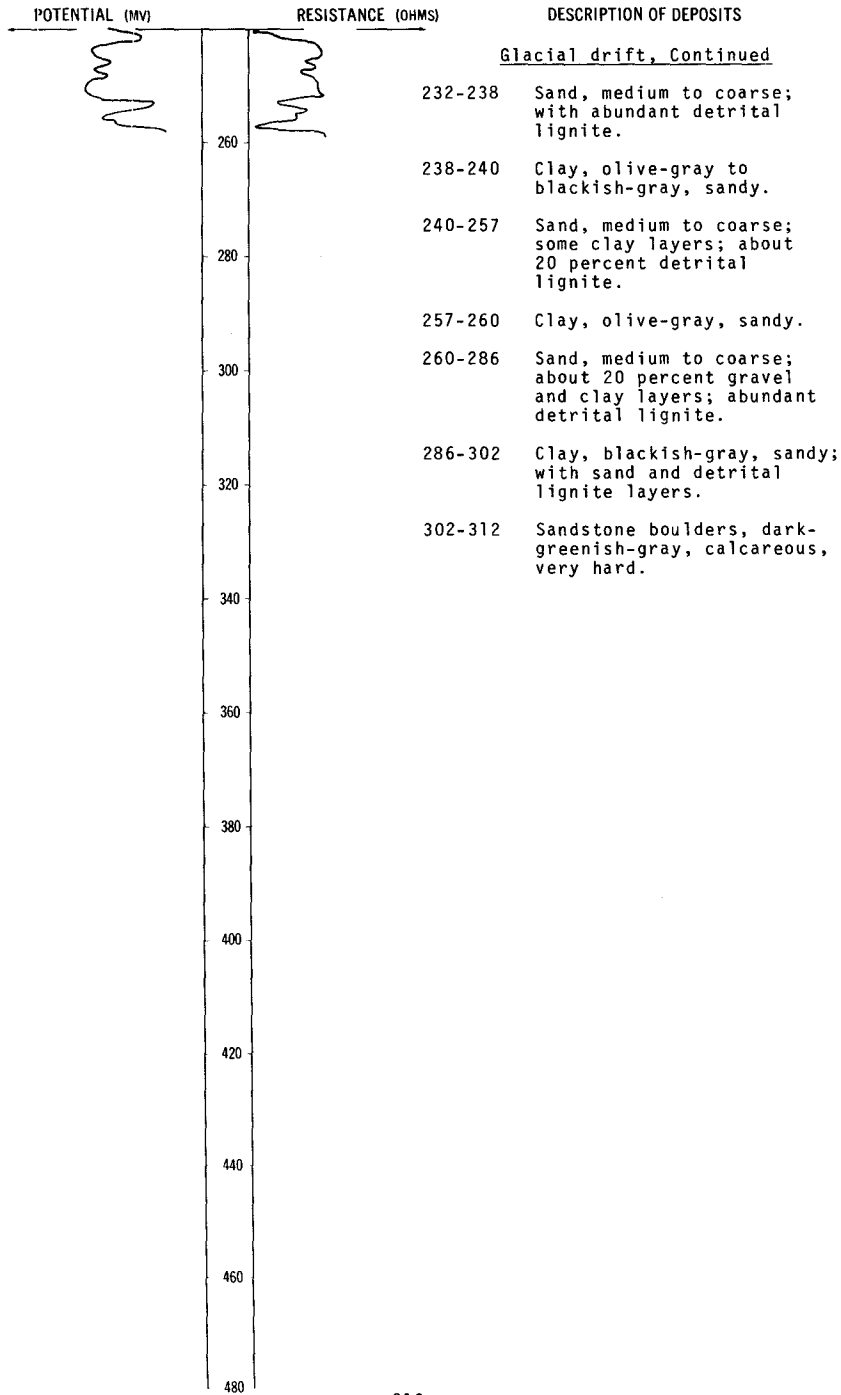 POTENTIAL (MV) RESISTANCE (OHMS) DESCRIPTION OF DEPOSITS
Glacial drift, Continued
232-238 Sand, medium to coarse;
with abundant detrital
lignite.
238-240 Clay, olive-gray to
blackish-gray, sandy.
240-257 Sand, medium to coarse;
some clay layers; about
20 percent detrital
lignite.
257-260 Clay, olive-gray, sandy.
260-286 Sand, medium to coarse;
about 20 percent gravel
and clay layers; abundant
detrital lignite.
286-302 Clay, blackish-gray, sandy;
with sand and detrital
lignite layers.
302-312 Sandstone boulders, dark-
greenish-gray, calcareous,
very hard.
260
280
300
320
340
360
380
400
420
440
460
480